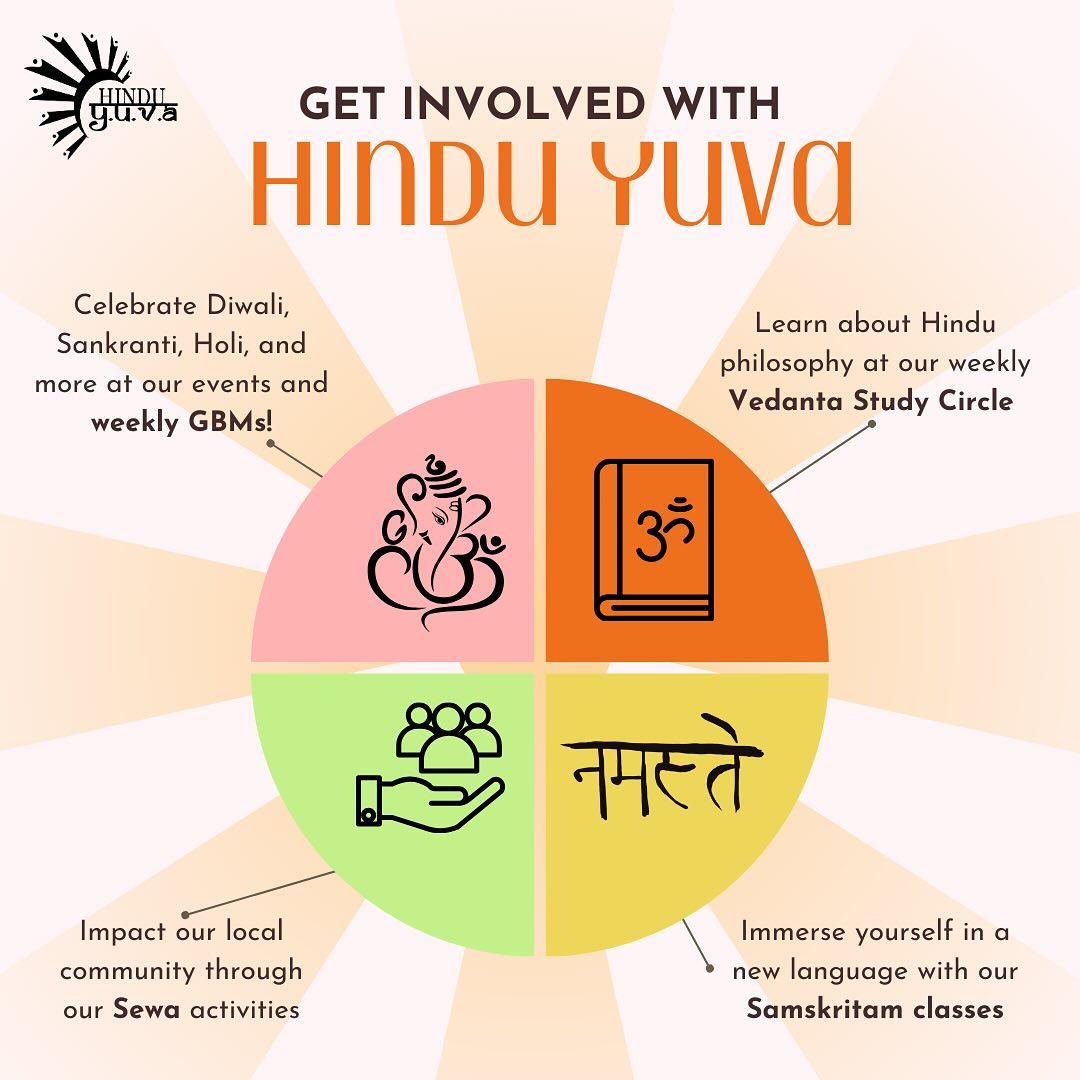 HINDU
y.u.v.a
GET INVOLVED WITH
HINDU YUVA
Celebrate Diwali,
Sankranti, Holi, and
more at our events and
weekly GBMs!
Learn about Hindu
philosophy at our weekly
Vedanta Study Circle
ॐ
नमस्ते
Impact our local
community through
our Sewa activities
Immerse yourself in a
new language with our
Samskritam classes